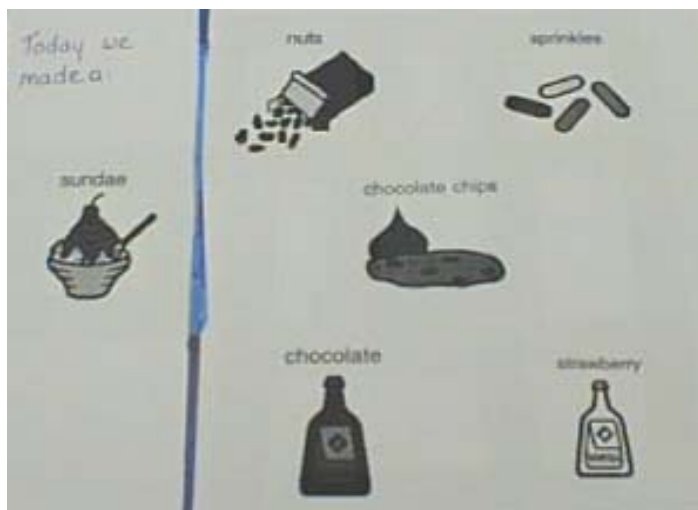 Today we
made a:
sundae
nuts
sprinkles
chocolate chips
chocolate
strawberry